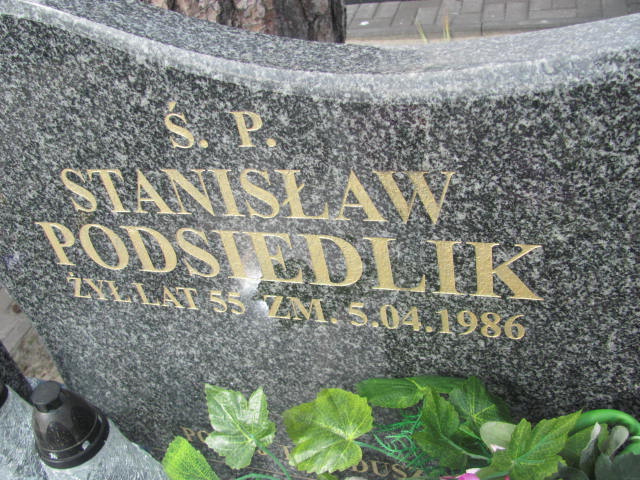 Ś. P.
STANISŁAW
PODSIEDLIK
ŻYŁ LAT 55 ZM. 5.04.1986